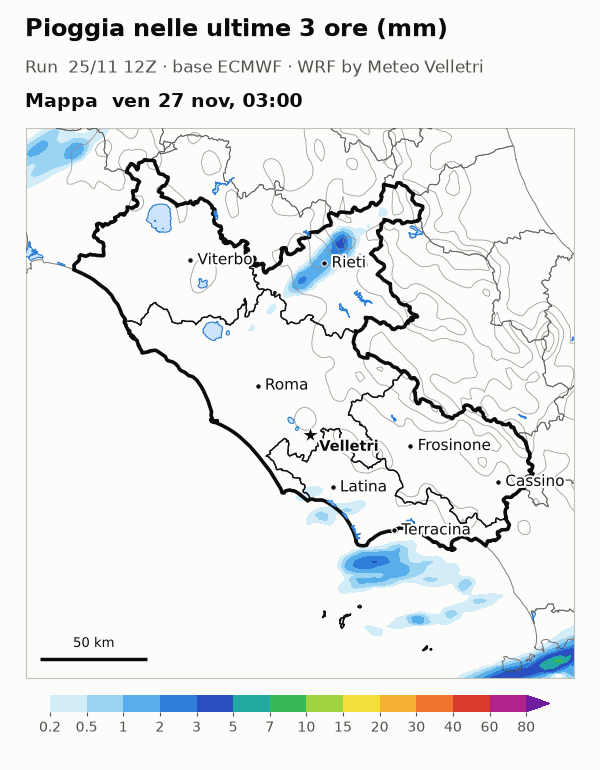 Pioggia nelle ultime 3 ore (mm)
Run  25/11 12Z · base ECMWF · WRF by Meteo Velletri
Mappa  ven 27 nov, 03:00
Viterbo
Rieti
Roma
Velletri
Frosinone
Latina
Cassino
Terracina
50 km
0.2 0.5 1 2 3 5 7 10 15 20 30 40 60 80